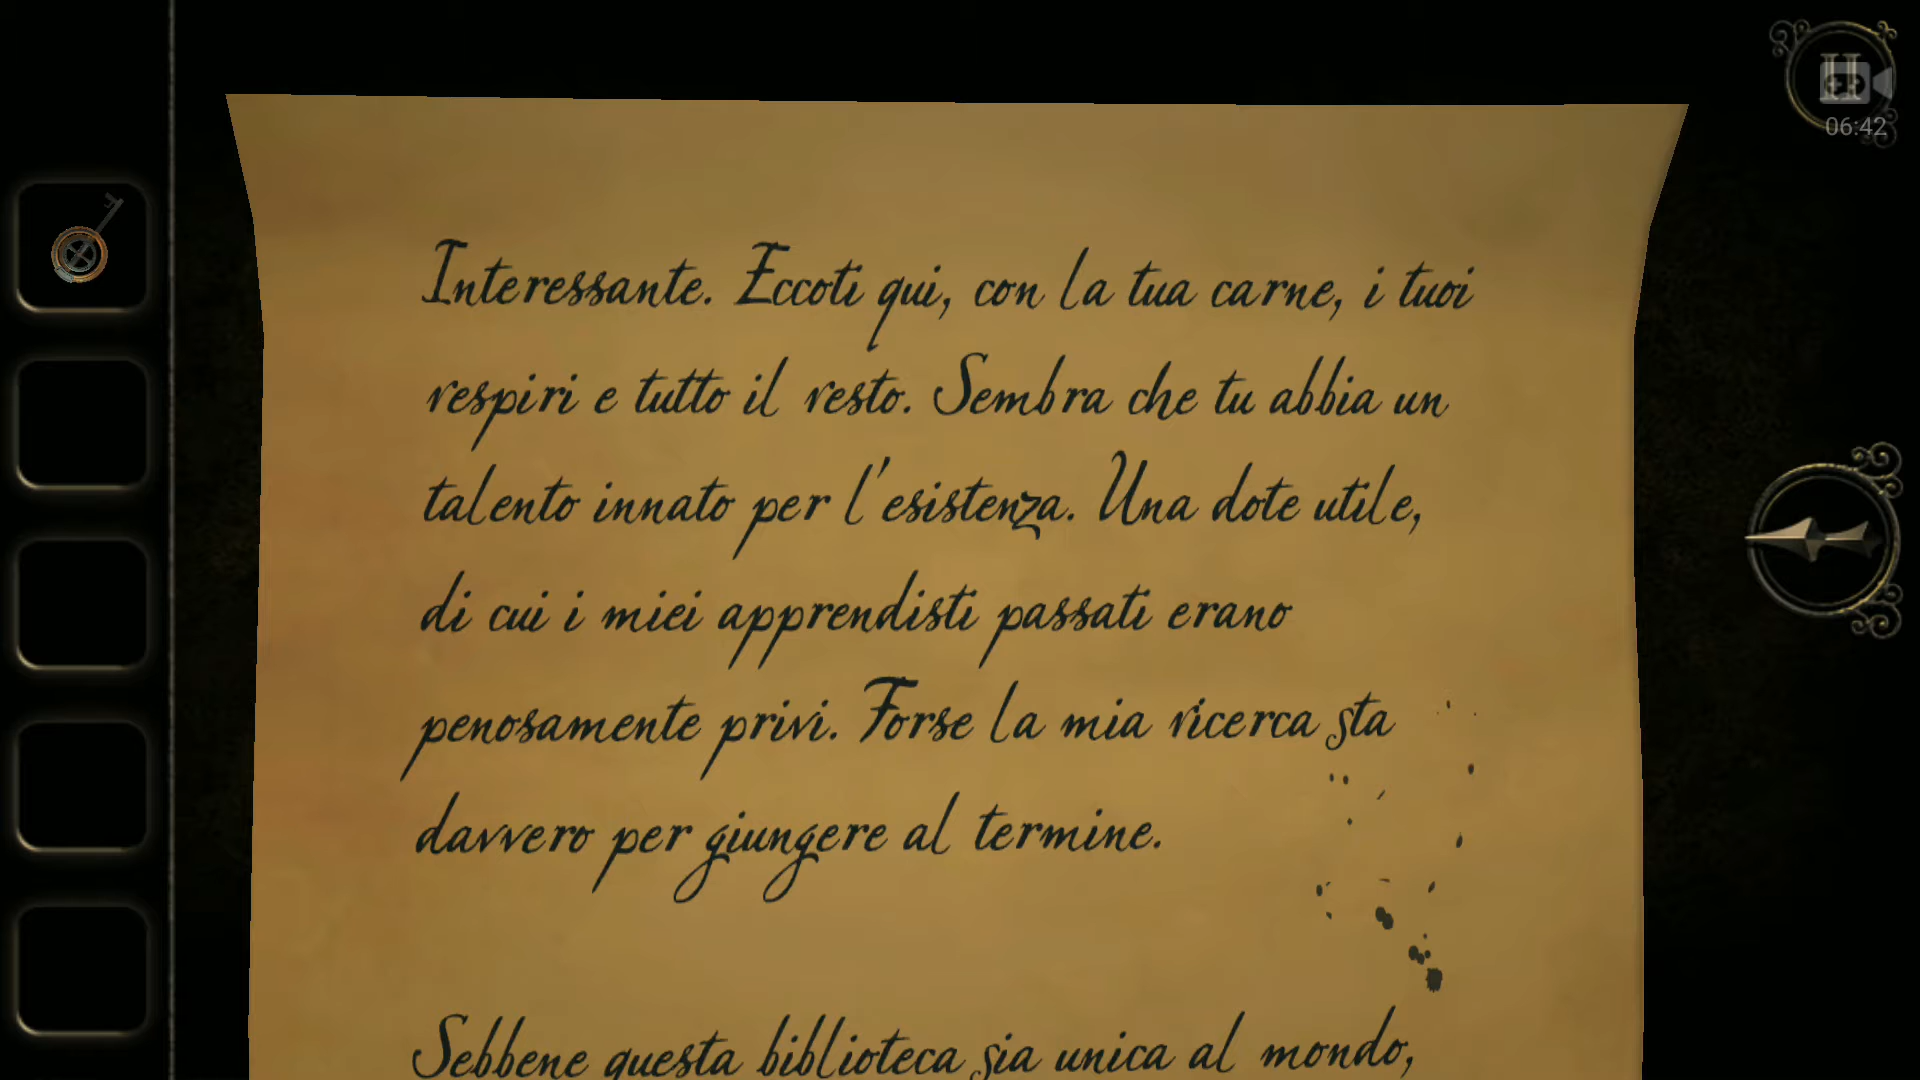 06:42
Interessante. Eccoti qui, con la tua carne, i tuoi
respiri e tutto il resto. Sembra che tu abbia un
talento innato per l'esistenza. Una dote utile,
di cui i miei apprendisti passati erano
penosamente privi. Forse la mia ricerca sta
davvero per giungere al termine.
Sebbene questa biblioteca sia unica al mondo,